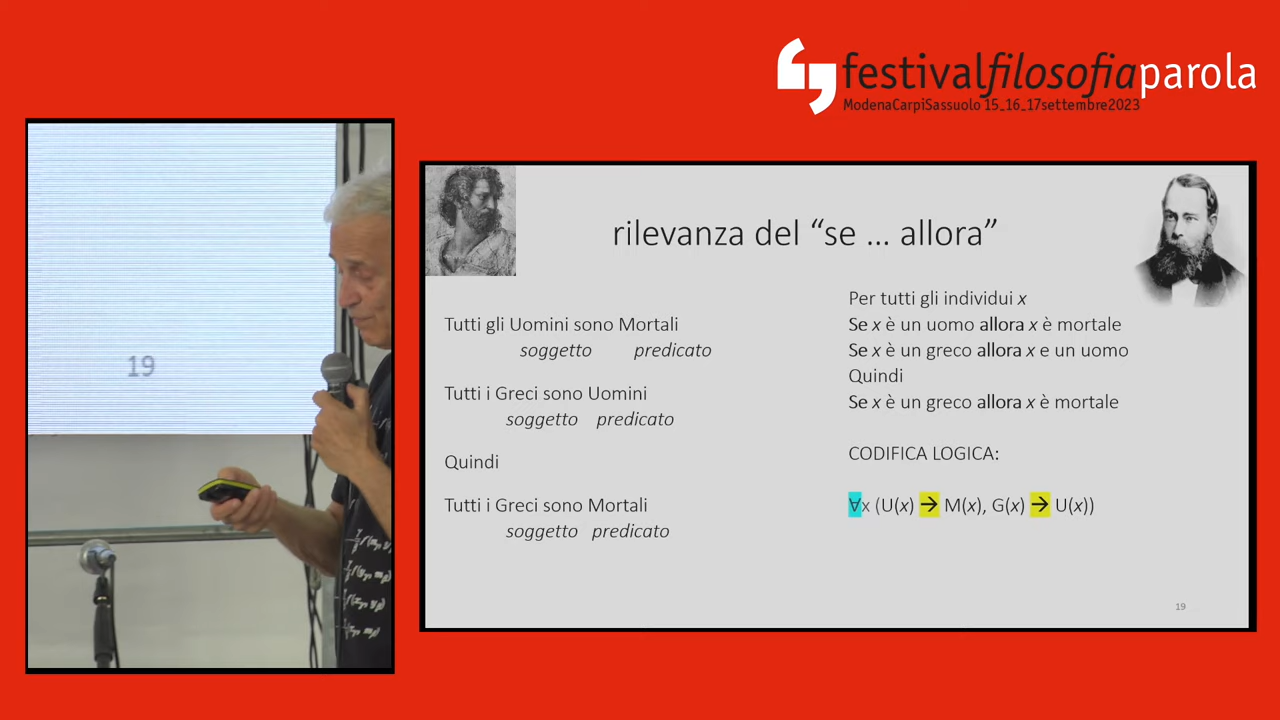 festivalfilosofiaparola
ModenaCarpiSassuolo 15_16_17settembre2023
19
rilevanza del “se ... allora”
Tutti gli Uomini sono Mortali
soggetto predicato
Tutti i Greci sono Uomini
soggetto predicato
Quindi
Tutti i Greci sono Mortali
soggetto predicato
Per tutti gli individui x
Se x è un uomo allora x è mortale
Se x è un greco allora x e un uomo
Quindi
Se x è un greco allora x è mortale
CODIFICA LOGICA:
∀x (U(x) → M(x), G(x) → U(x))
19